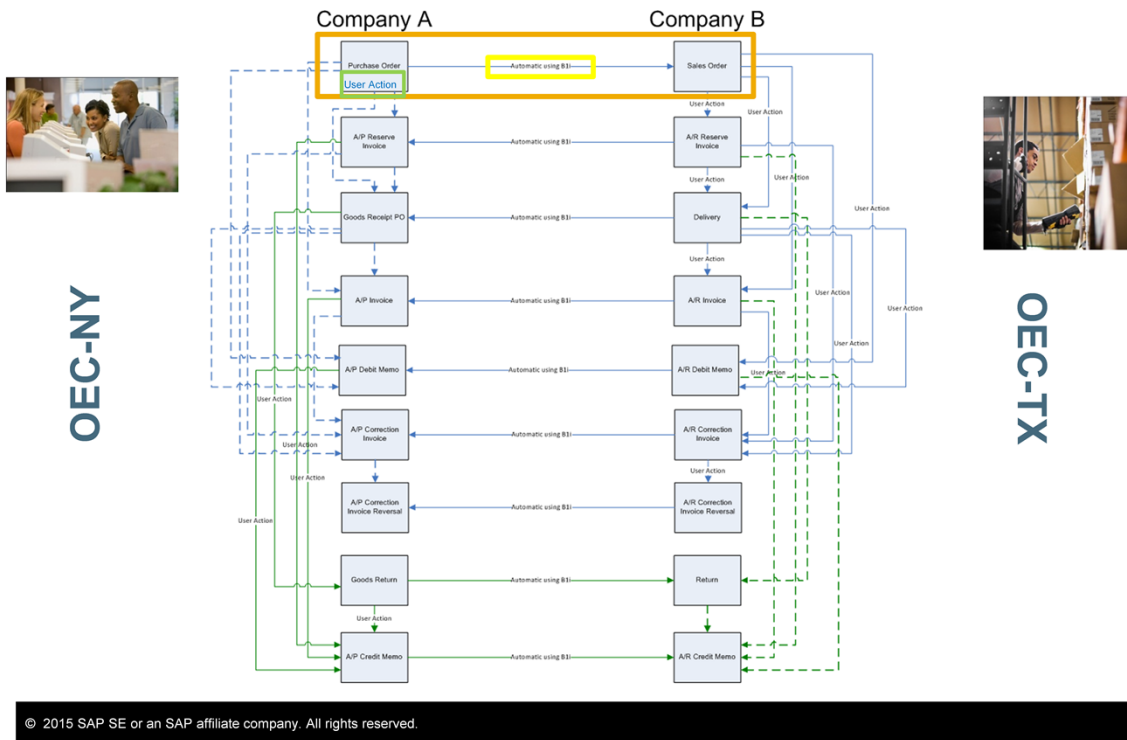 Company A
Company B
Purchase Order
Automatic using B1i
Sales Order
User Action
User Action
User Action
A/P Reserve
Invoice
Automatic using B1i
A/R Reserve
Invoice
User Action
Goods Receipt PO
Automatic using B1i
Delivery
User Action
User Action
OEC-NY
OEC-TX
A/P Invoice
Automatic using B1i
A/R Invoice
User Action
User Action
User Action
A/P Debit Memo
Automatic using B1i
A/R Debit Memo
User Action
User Action
A/P Correction
Invoice
Automatic using B1i
A/R Correction
Invoice
User Action
User Action
User Action
A/P Correction
Invoice Reversal
Automatic using B1i
A/R Correction
Invoice Reversal
User Action
Goods Return
Automatic using B1i
Return
User Action
A/P Credit Memo
Automatic using B1i
A/R Credit Memo
© 2015 SAP SE or an SAP affiliate company. All rights reserved.